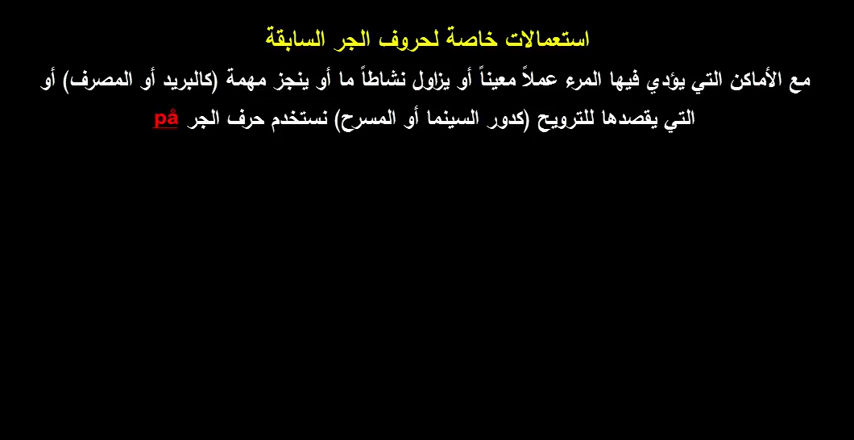 استعمالات خاصة لحروف الجر السابقة
مع الأماكن التي يؤدي فيها المرء عملاً معيناً أو يزاول نشاطاً ما أو ينجز مهمة (كالبريد أو المصرف) أو
التي يقصدها للترويح (كدور السينما أو المسرح) نستخدم حرف الجر på